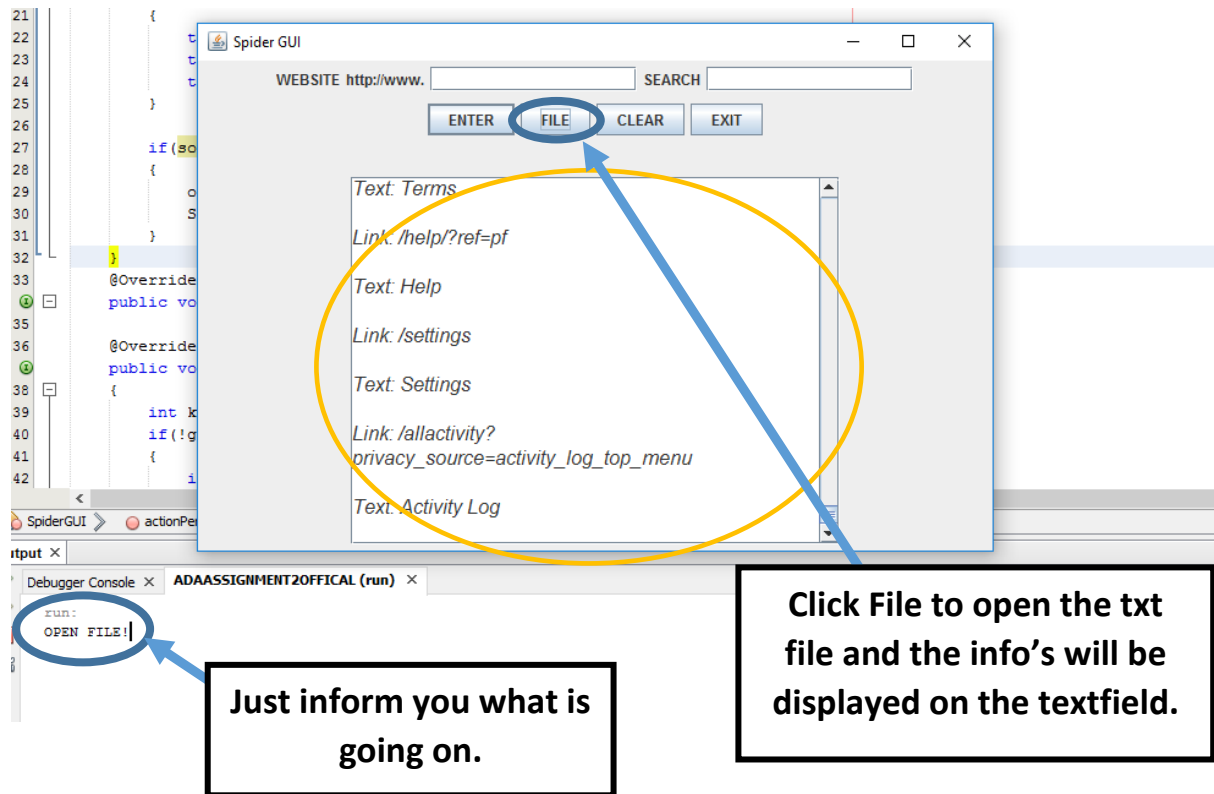 21 {
22 t
23 t
24 t
25 }
26
27 if(so
28 {
29 o
30 S
31 }
32 }
33 @Override
public vo
35
36 @Override
public vo
38 {
39 int k
40 if(!g
41 {
42 i
Spider GUI
WEBSITE http://www. SEARCH
ENTER FILE CLEAR EXIT
Text: Terms
Link: /help/?ref=pf
Text: Help
Link: /settings
Text: Settings
Link: /allactivity?
privacy_source=activity_log_top_menu
Text: Activity Log
SpiderGUI actionPer
utput
Debugger Console ADAASSIGNMENT2OFFICAL (run)
run:
OPEN FILE!
Just inform you what is
going on.
Click File to open the txt
file and the info’s will be
displayed on the textfield.